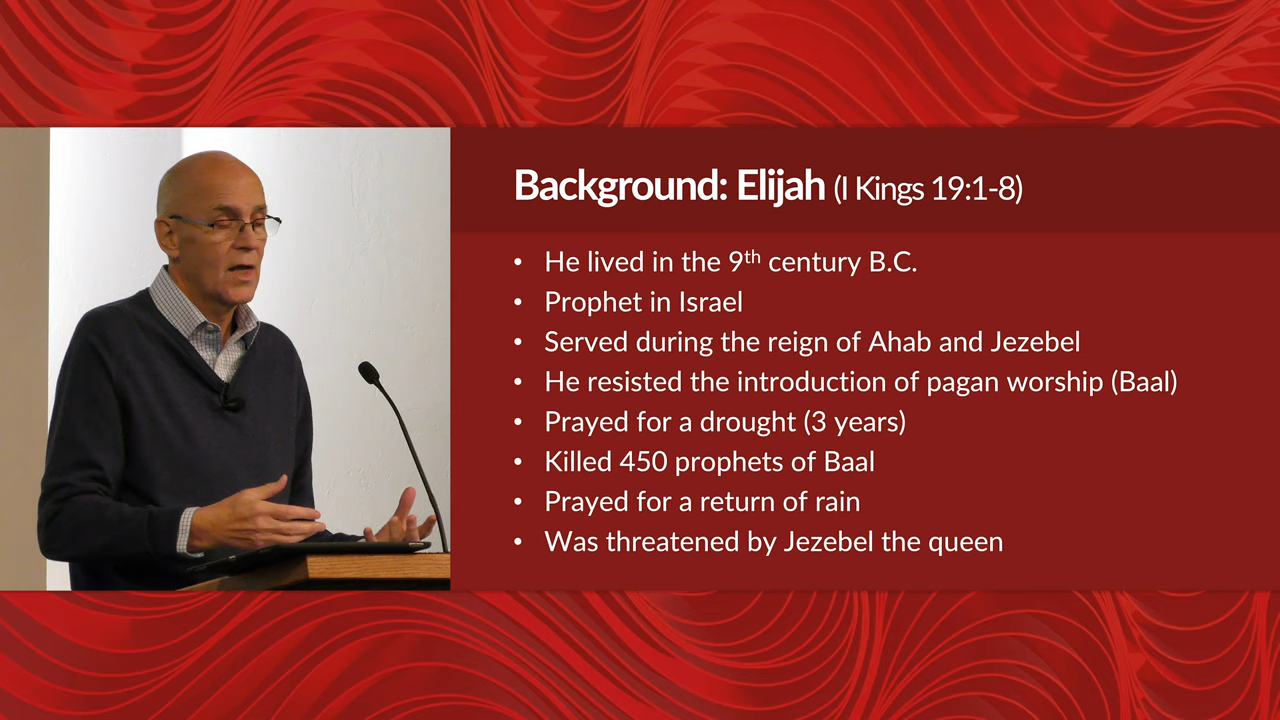 Background: Elijah (I Kings 19:1-8)
• He lived in the 9th century B.C.
• Prophet in Israel
• Served during the reign of Ahab and Jezebel
• He resisted the introduction of pagan worship (Baal)
• Prayed for a drought (3 years)
• Killed 450 prophets of Baal
• Prayed for a return of rain
• Was threatened by Jezebel the queen